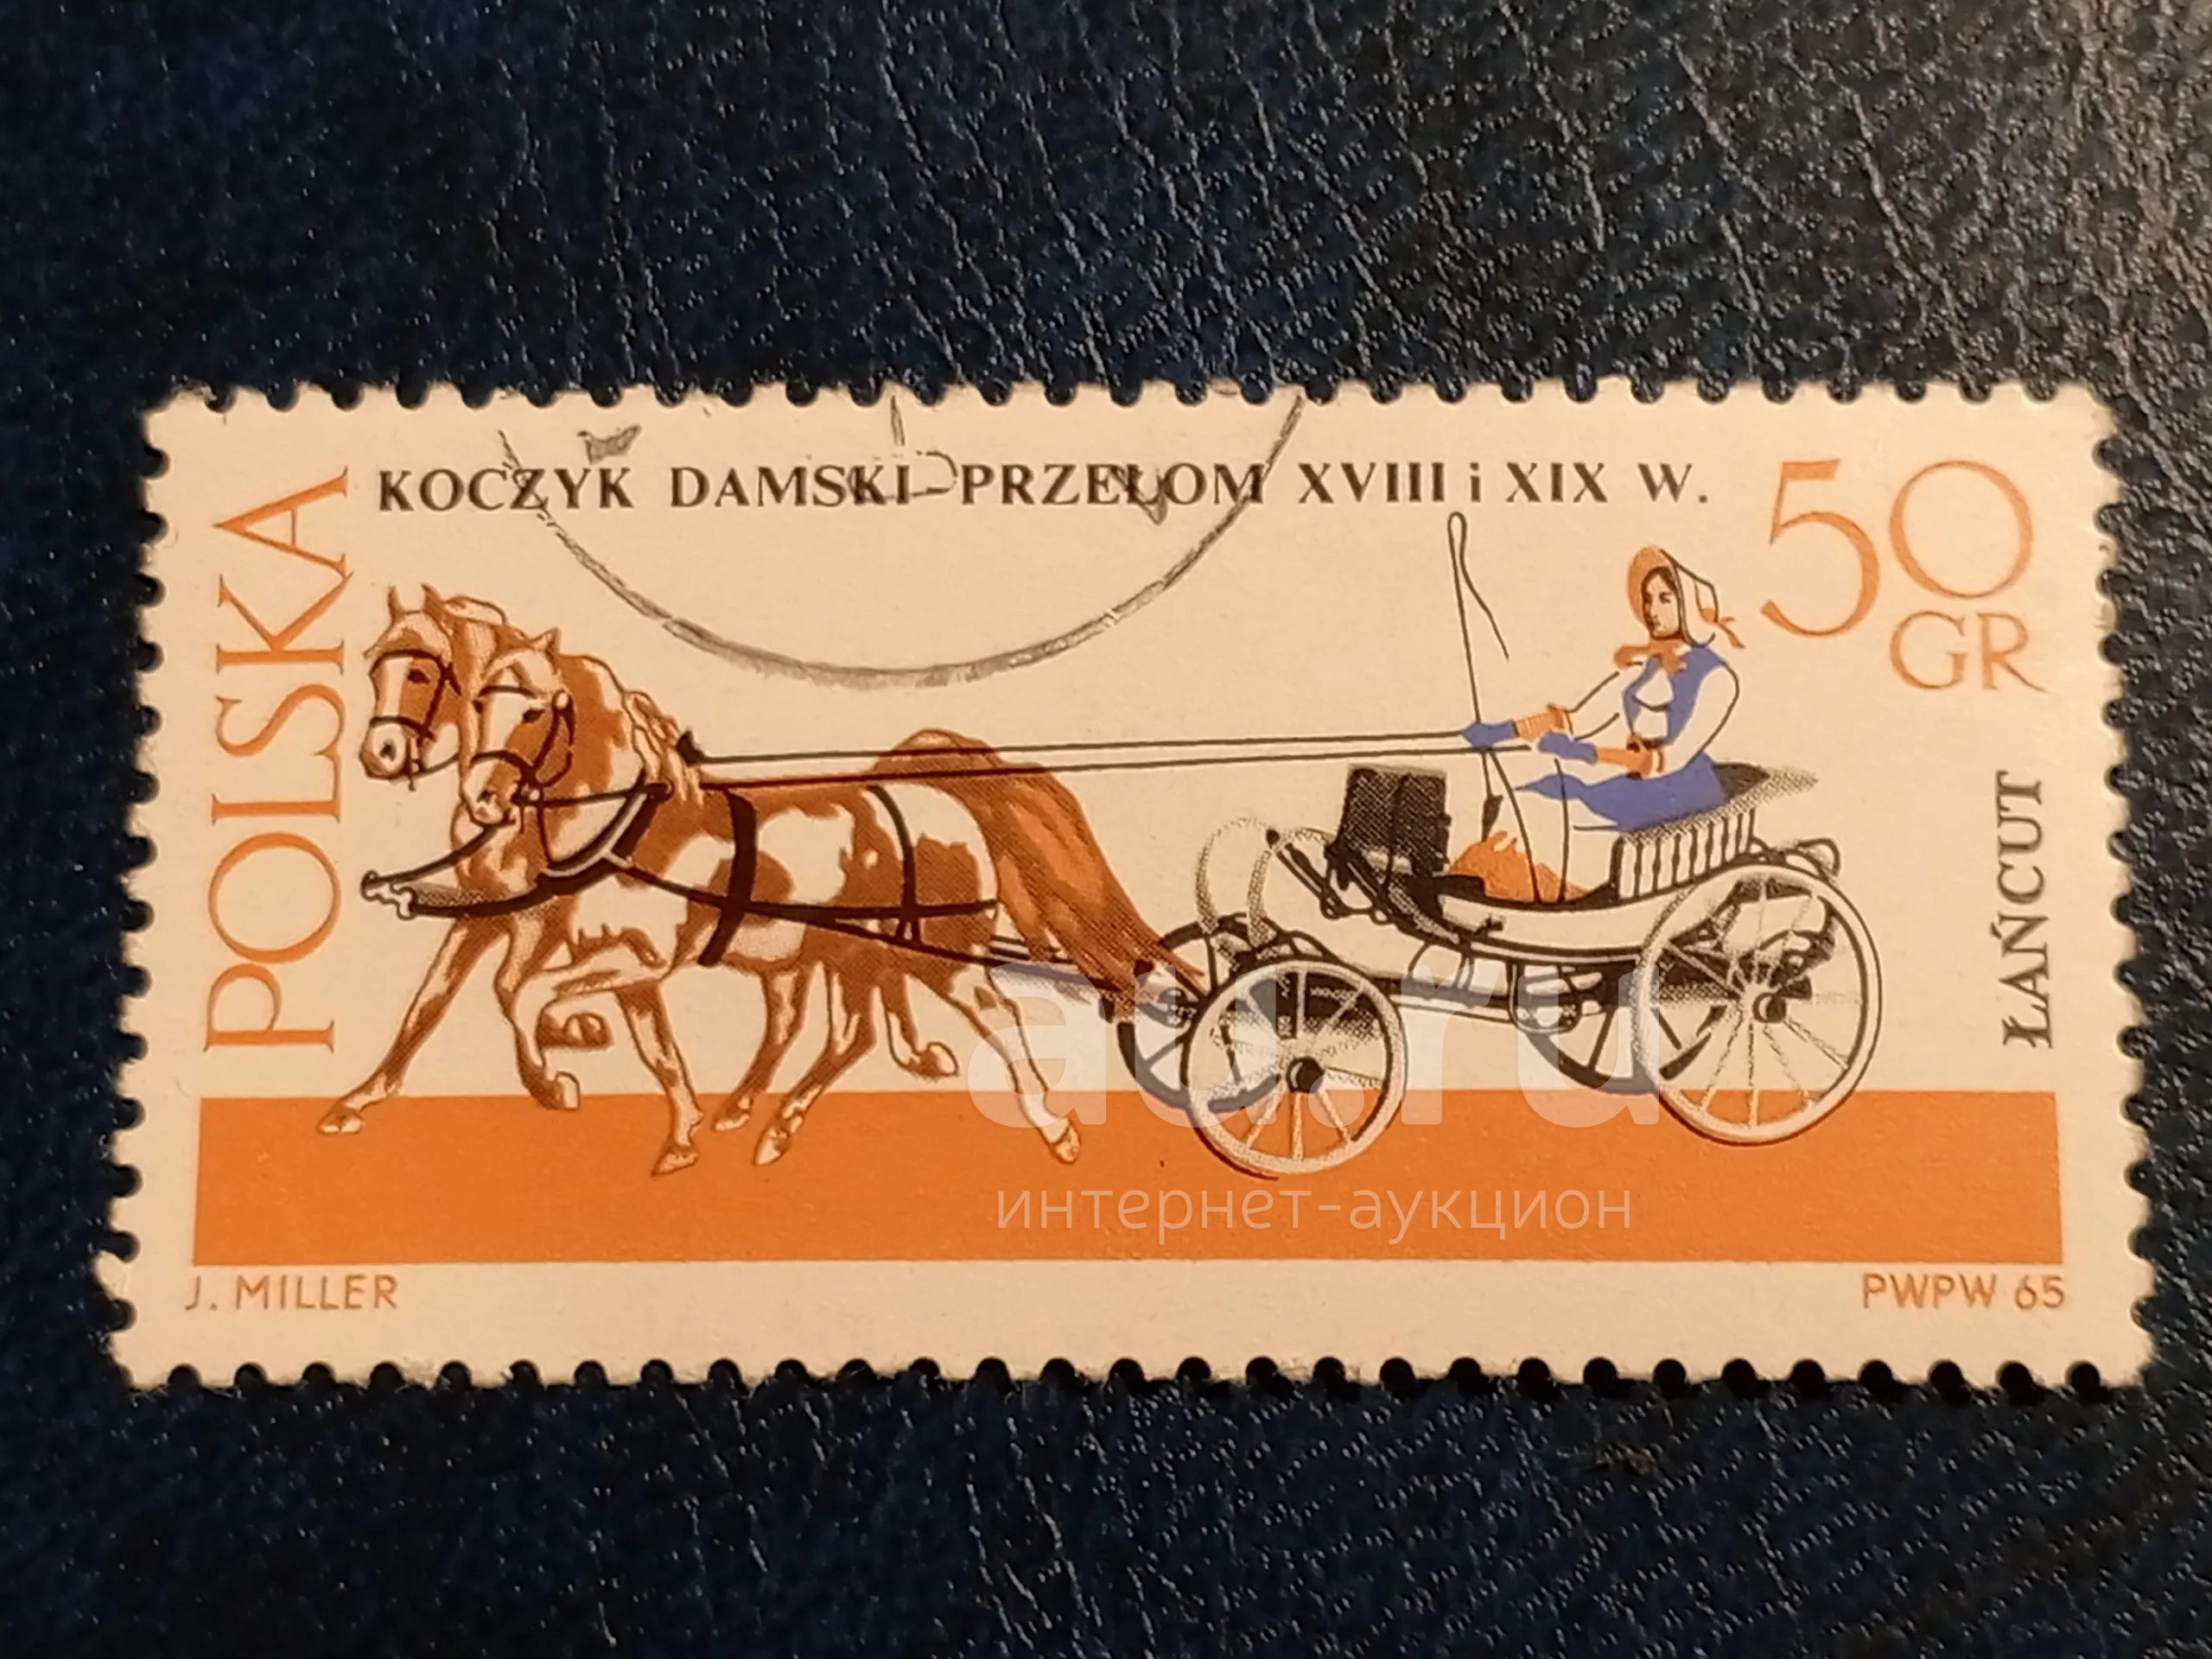 KOCZYK DAMSKI-PRZEŁOM XVIII i XIX W.
50
GR
POLSKA
ŁAŃCUT
au.ru
интернет-аукцион
J. MILLER
PWPW 65